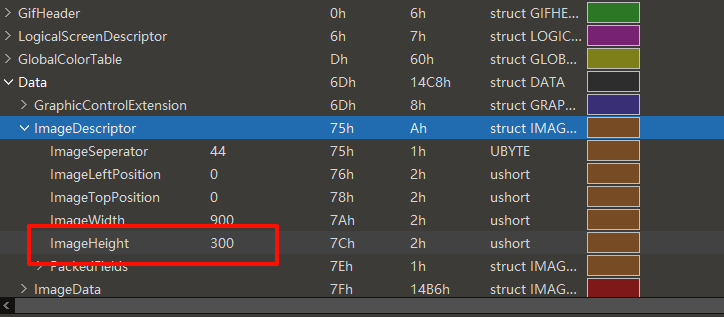 GifHeader 0h 6h struct GIFHE...
LogicalScreenDescriptor 6h 7h struct LOGIC...
GlobalColorTable Dh 60h struct GLOB...
Data 6Dh 14C8h struct DATA
GraphicControlExtension 6Dh 8h struct GRAP...
ImageDescriptor 75h Ah struct IMAG...
ImageSeperator 44 75h 1h UBYTE
ImageLeftPosition 0 76h 2h ushort
ImageTopPosition 0 78h 2h ushort
ImageWidth 900 7Ah 2h ushort
ImageHeight 300 7Ch 2h ushort
PackedFields 7Eh 1h struct IMAG...
ImageData 7Fh 14B6h struct IMAG...